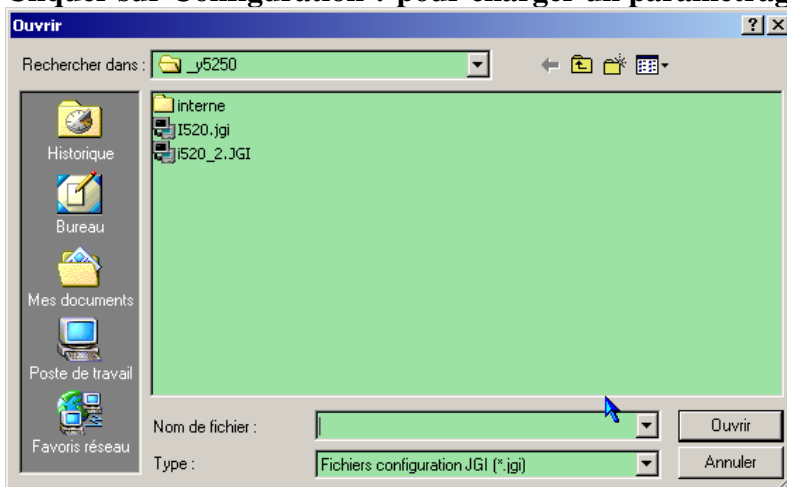 Cliquer sur Configuration : pour charger un paramétrag
Ouvrir
Rechercher dans : _y5250
interne
I520.jgi
i520_2.JGI
Historique
Bureau
Mes documents
Poste de travail
Favoris réseau
Nom de fichier :
Ouvrir
Type : Fichiers configuration JGI (*.jgi)
Annuler